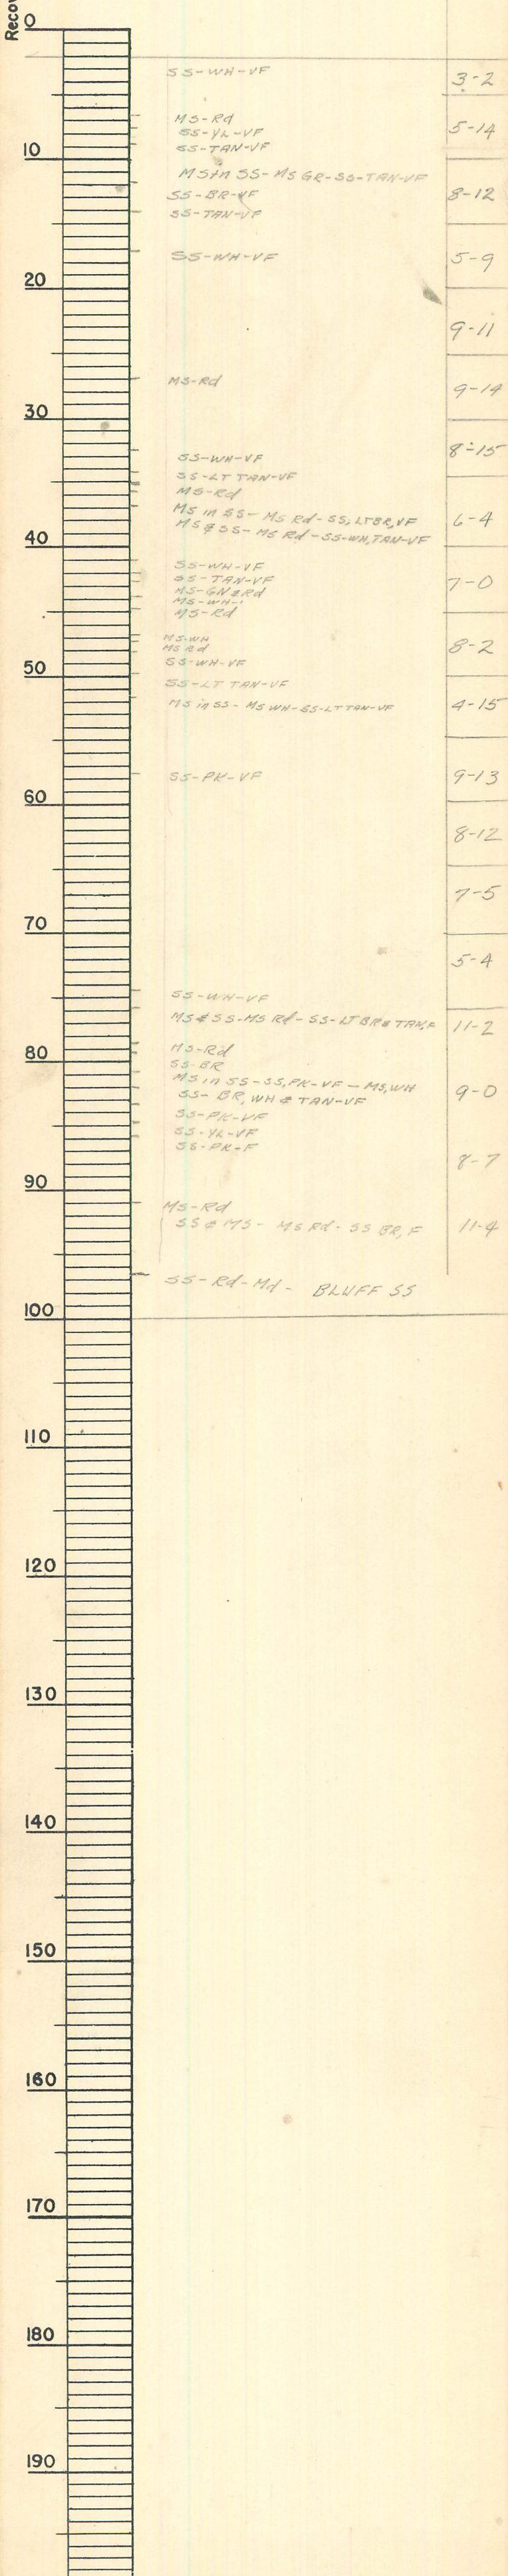 Recov
0
SS-WH-VF 3-2
MS-Rd
SS-YL-VF 5-14
SS-TAN-VF
10
MS in SS- MS GR-SS-TAN-VF
SS-BR-VF 8-12
SS-TAN-VF
SS-WH-VF 5-9
20
9-11
MS-Rd 9-14
30
8-15
SS-WH-VF
SS-LT TAN-VF
MS-Rd
MS in SS- MS Rd-SS, LT BR, VF 6-4
MS & SS- MS Rd-SS-WH, TAN-VF
40
SS-WH-VF
SS-TAN-VF 7-0
MS-GN & Rd
MS-WH-
MS-Rd
MS-WH
MS Rd 8-2
SS-WH-VF
50
SS-LT TAN-VF
MS in SS- MS WH-SS-LT TAN-VF 4-15
SS-PK-VF 9-13
60
8-12
7-5
70
5-4
SS-WH-VF
MS & SS-MS Rd-SS-LT BR & TAN, F 11-2
MS-Rd
80
SS-BR
MS in SS-SS, PK-VF-MS, WH 9-0
SS- BR, WH & TAN-VF
SS-PK-VF
SS-YL-VF
SS-PK-F 8-7
90
MS-Rd
SS & MS- MS Rd- SS BR, F 11-4
SS-Rd-Md- BLUFF SS
100
110
120
130
140
150
160
170
180
190